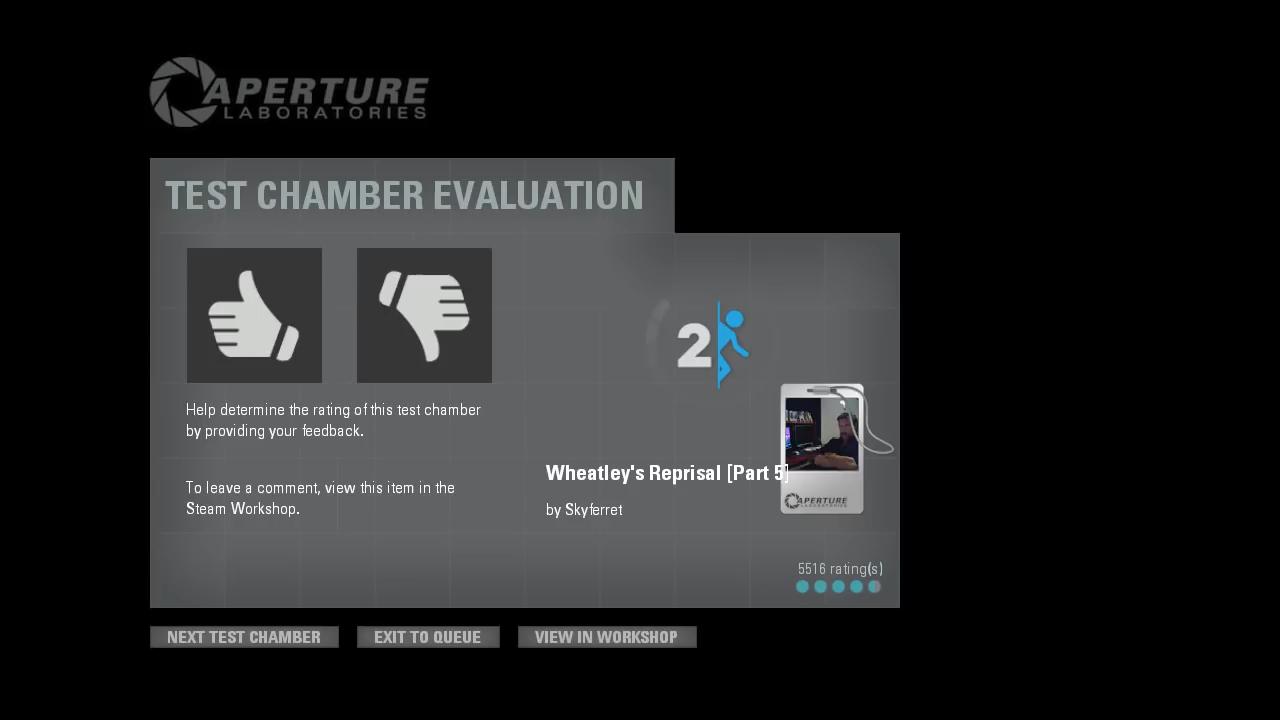 APERTURE
LABORATORIES
TEST CHAMBER EVALUATION
Help determine the rating of this test chamber
by providing your feedback.
To leave a comment, view this item in the
Steam Workshop.
2
Wheatley's Reprisal [Part 5]
by Skyferret
APERTURE
LABORATORIES
5516 rating(s)
NEXT TEST CHAMBER
EXIT TO QUEUE
VIEW IN WORKSHOP